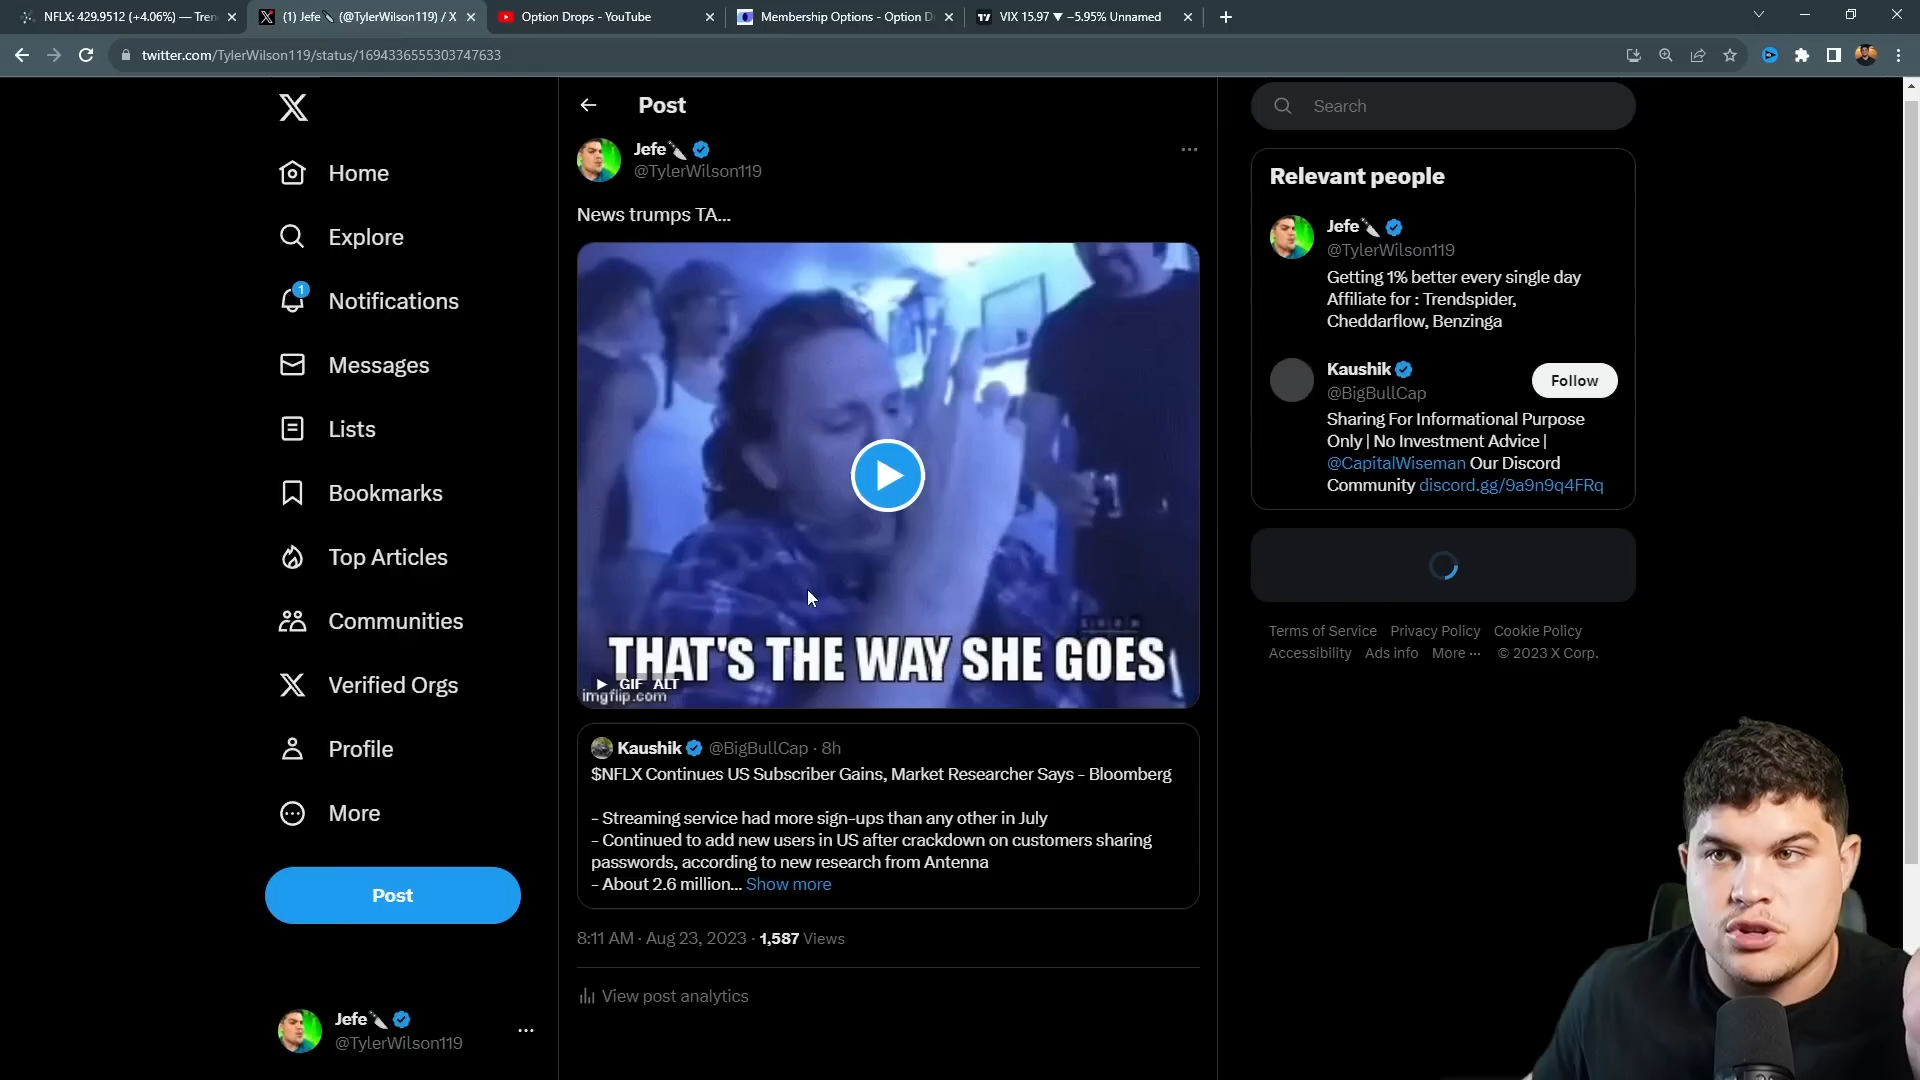 NFLX: 429.9512 (+4.06%) — Tren
(1) Jefe (@TylerWilson119) / X
Option Drops - YouTube
Membership Options - Option D
VIX 15.97 ▼ −5.95% Unnamed
twitter.com/TylerWilson119/status/1694336555303747633
Home
Explore
1
Notifications
Messages
Lists
Bookmarks
Top Articles
Communities
Verified Orgs
Profile
More
Post
Jefe
@TylerWilson119
Post
Jefe
@TylerWilson119
News trumps TA...
THAT'S THE WAY SHE GOES
GIF ALT
imgflip.com
Kaushik @BigBullCap · 8h
$NFLX Continues US Subscriber Gains, Market Researcher Says - Bloomberg
- Streaming service had more sign-ups than any other in July
- Continued to add new users in US after crackdown on customers sharing
passwords, according to new research from Antenna
- About 2.6 million... Show more
8:11 AM · Aug 23, 2023 · 1,587 Views
View post analytics
Search
Relevant people
Jefe
@TylerWilson119
Getting 1% better every single day
Affiliate for : Trendspider,
Cheddarflow, Benzinga
Kaushik
@BigBullCap
Follow
Sharing For Informational Purpose
Only | No Investment Advice |
@CapitalWiseman Our Discord
Community discord.gg/9a9n9q4FRq
Terms of Service Privacy Policy Cookie Policy
Accessibility Ads info More ··· © 2023 X Corp.